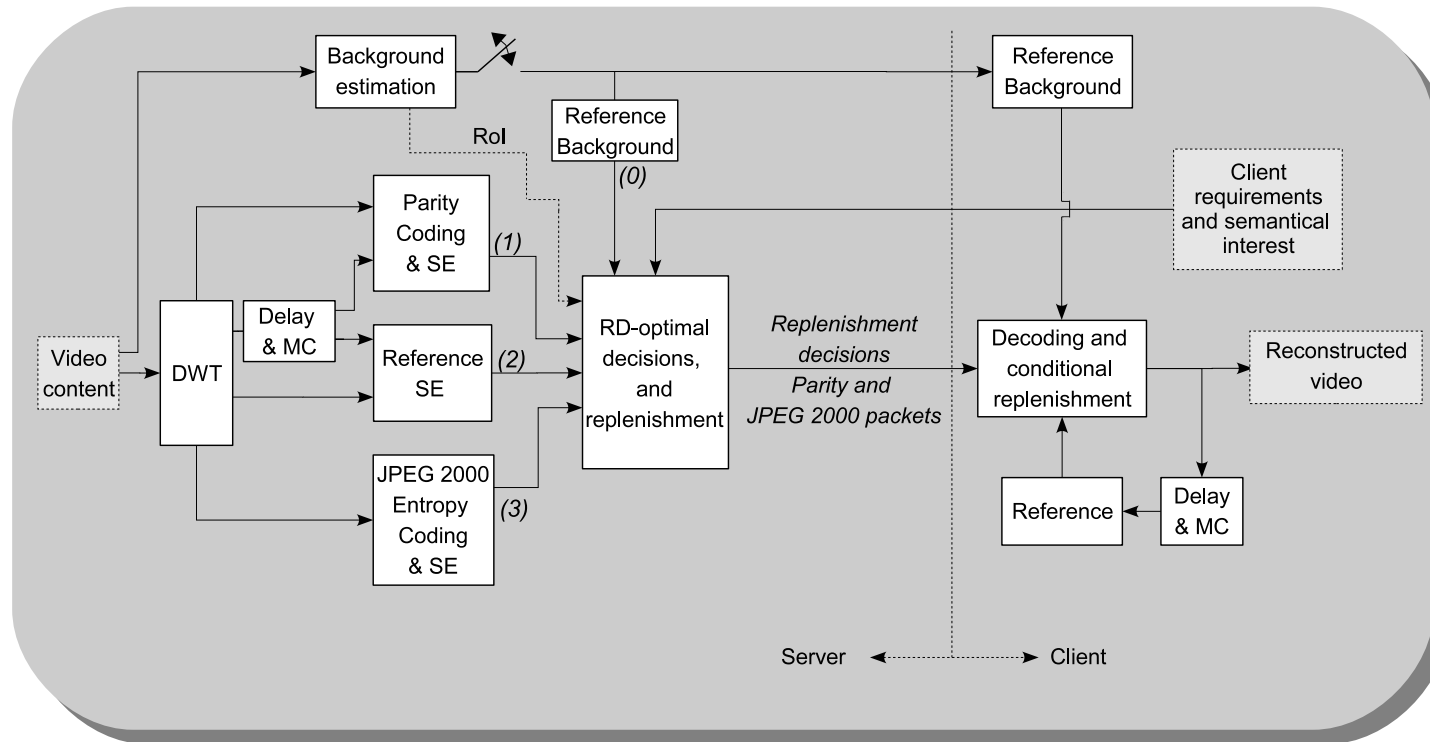 Background
estimation
Reference
Background
Reference
Background
RoI
(0)
Client
requirements
and semantical
interest
Parity
Coding
& SE
(1)
Delay
& MC
Reference
SE
(2)
Video
content
DWT
RD-optimal
decisions,
and
replenishment
Replenishment
decisions
Parity and
JPEG 2000 packets
Decoding and
conditional
replenishment
Reconstructed
video
JPEG 2000
Entropy
Coding
& SE
(3)
Reference
Delay
& MC
Server
Client